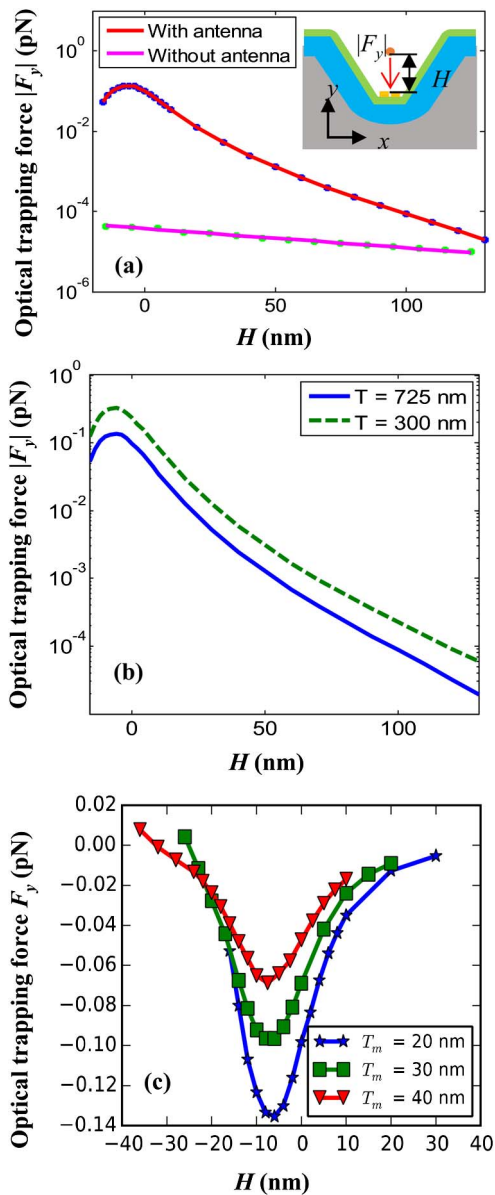 Optical trapping force |F_y| (pN)
10^0
10^-2
10^-4
10^-6
With antenna
Without antenna
|F_y|
H
y
x
(a)
0
50
100
H (nm)
Optical trapping force |F_y| (pN)
10^0
10^-1
10^-2
10^-3
10^-4
T = 725 nm
T = 300 nm
(b)
0
50
100
H (nm)
Optical trapping force F_y (pN)
0.02
0.00
−0.02
−0.04
−0.06
−0.08
−0.10
−0.12
−0.14
T_m = 20 nm
T_m = 30 nm
T_m = 40 nm
(c)
−40 −30 −20 −10 0 10 20 30 40
H (nm)